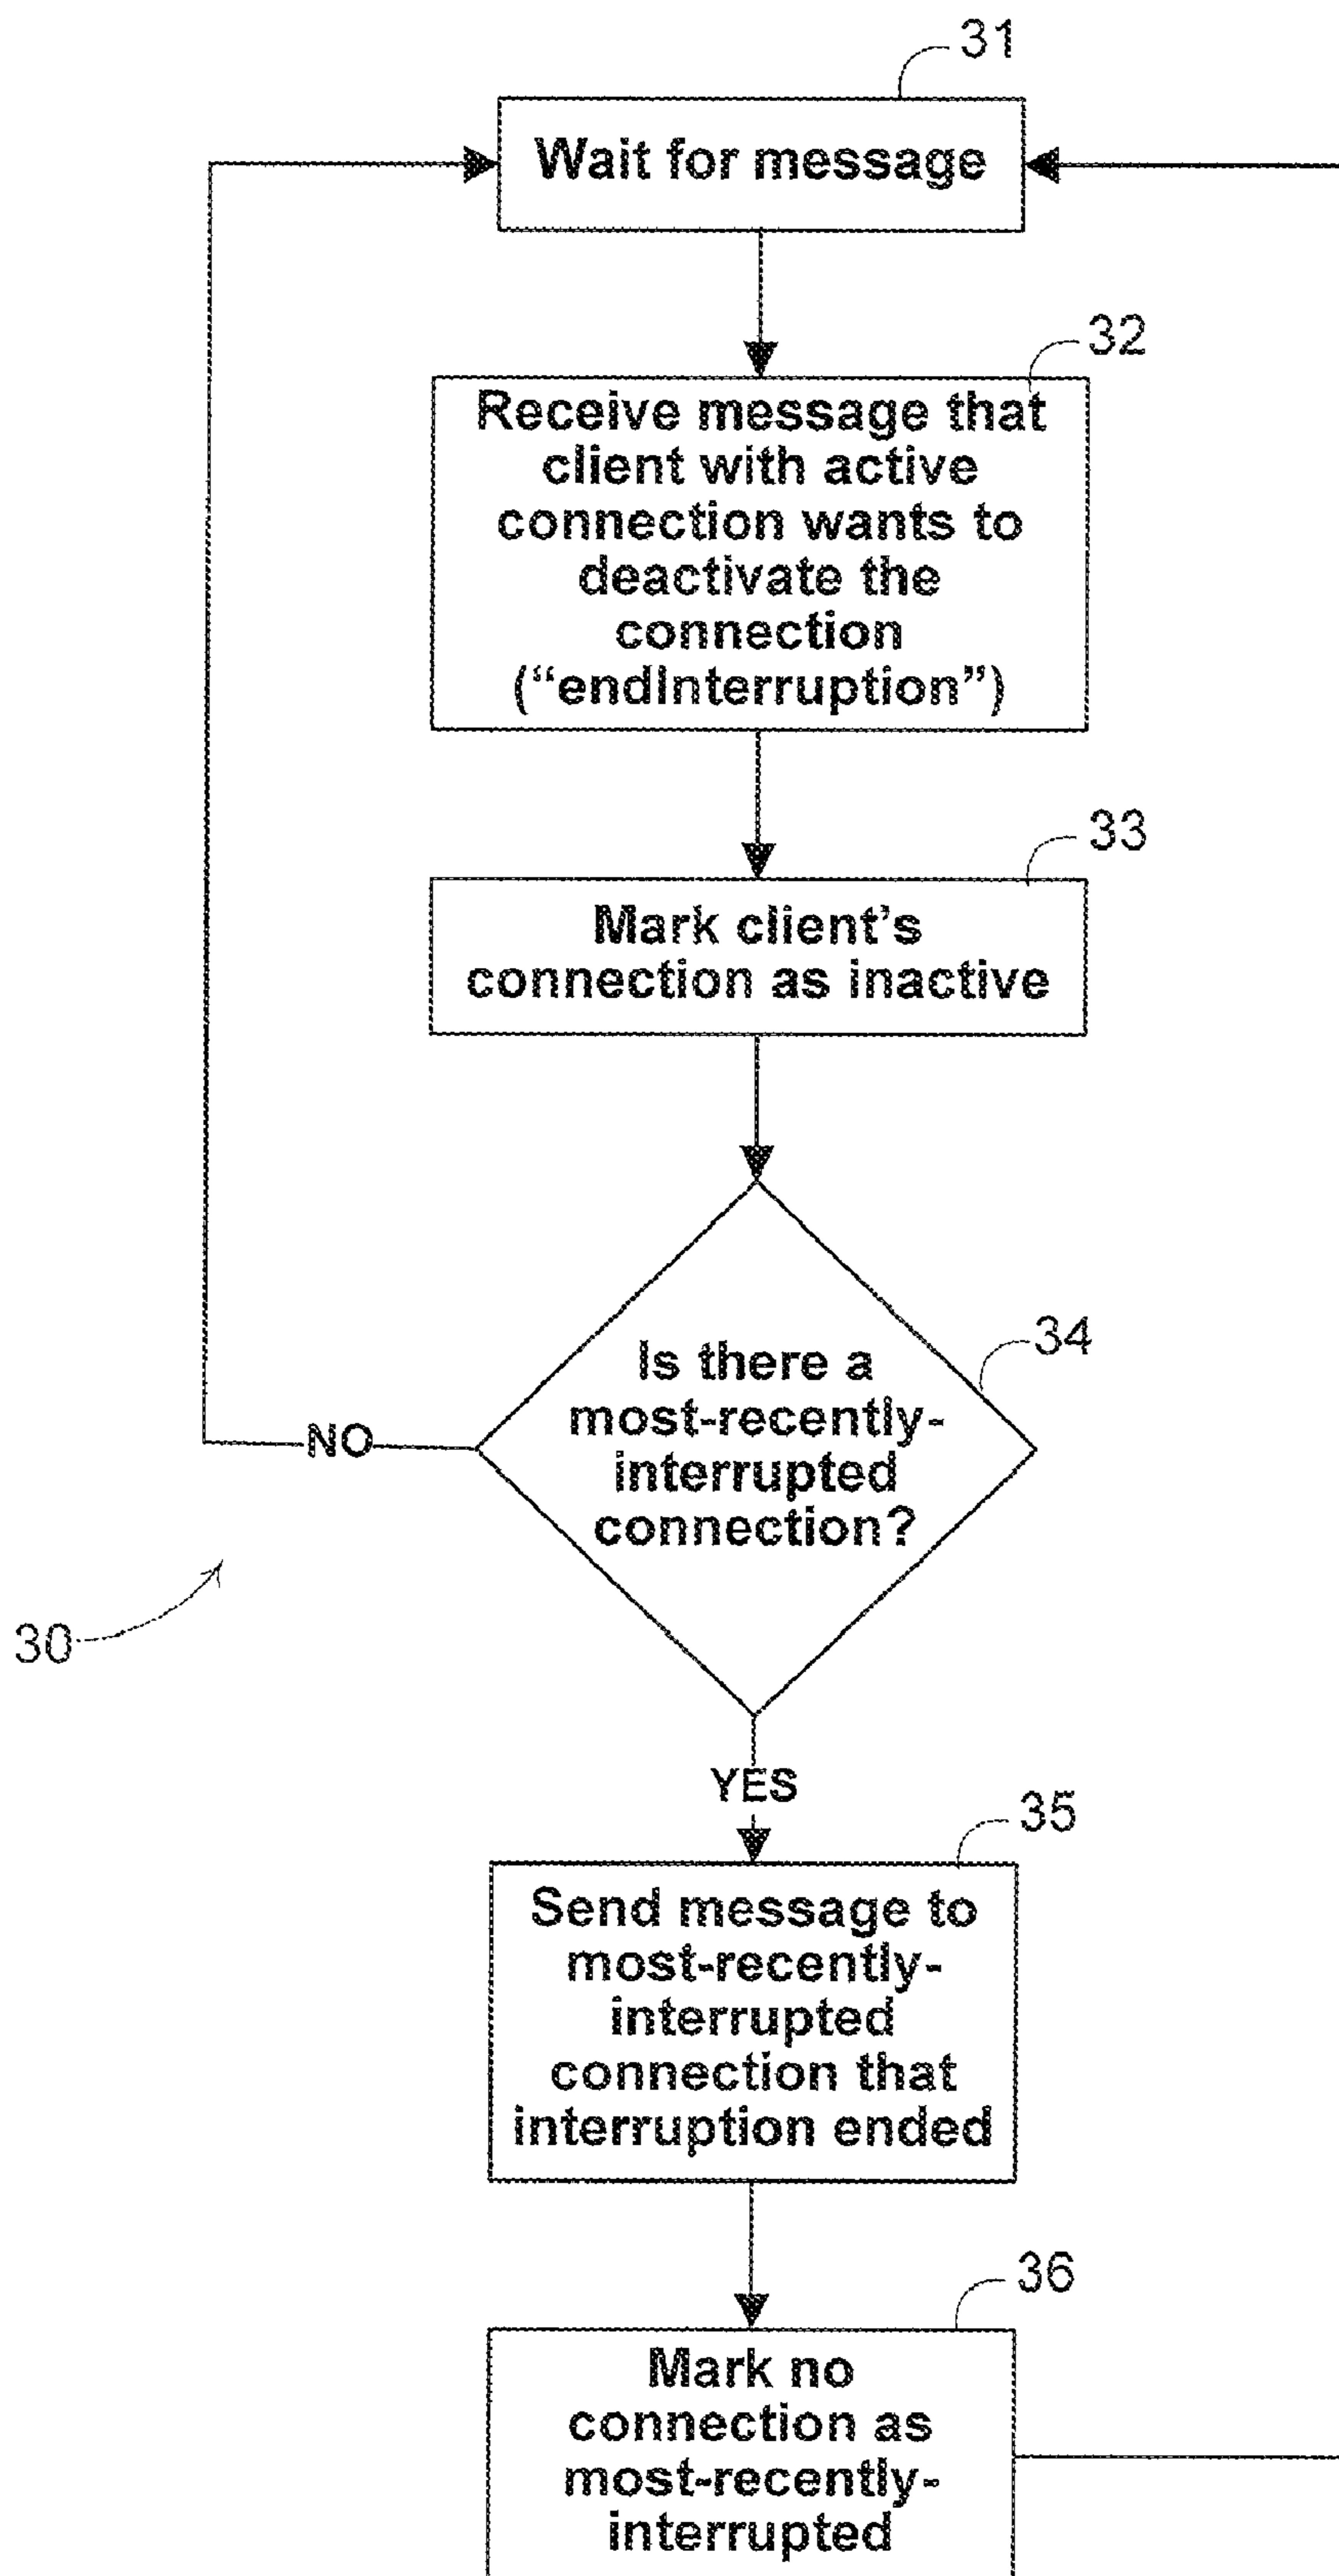 31
Wait for message
32
Receive message that
client with active
connection wants to
deactivate the
connection
(“endInterruption”)
33
Mark client’s
connection as inactive
34
Is there a
most-recently-
interrupted
connection?
NO
30
YES
35
Send message to
most-recently-
interrupted
connection that
interruption ended
36
Mark no
connection as
most-recently-
interrupted